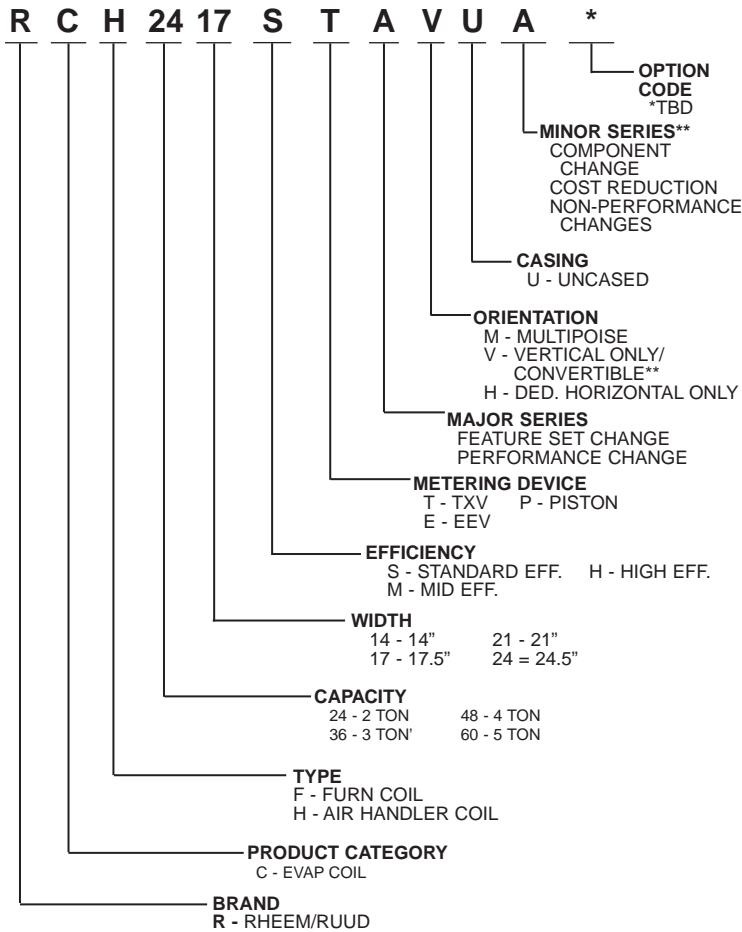 R C H 24 17 S T A V U A *
OPTION
CODE
*TBD
MINOR SERIES**
COMPONENT
CHANGE
COST REDUCTION
NON-PERFORMANCE
CHANGES
CASING
U - UNCASED
ORIENTATION
M - MULTIPOISE
V - VERTICAL ONLY/
CONVERTIBLE**
H - DED. HORIZONTAL ONLY
MAJOR SERIES
FEATURE SET CHANGE
PERFORMANCE CHANGE
METERING DEVICE
T - TXV P - PISTON
E - EEV
EFFICIENCY
S - STANDARD EFF. H - HIGH EFF.
M - MID EFF.
WIDTH
14 - 14” 21 - 21”
17 - 17.5” 24 = 24.5”
CAPACITY
24 - 2 TON 48 - 4 TON
36 - 3 TON' 60 - 5 TON
TYPE
F - FURN COIL
H - AIR HANDLER COIL
PRODUCT CATEGORY
C - EVAP COIL
BRAND
R - RHEEM/RUUD